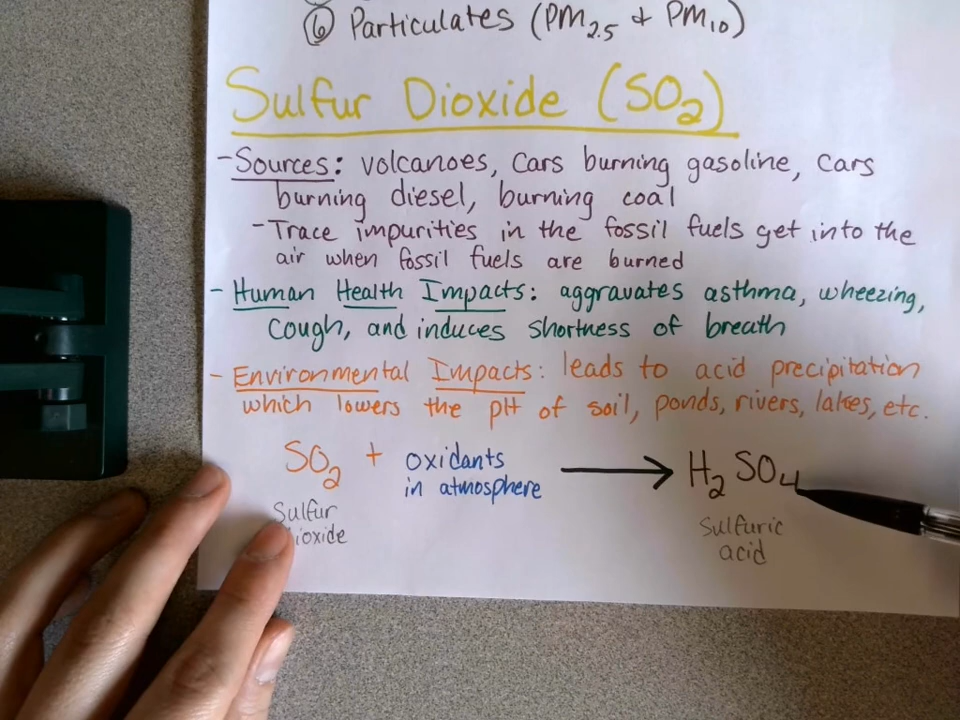 ⑥ Particulates (PM2.5 + PM10)
Sulfur Dioxide (SO2)
- Sources: volcanoes, cars burning gasoline, cars
burning diesel, burning coal
- Trace impurities in the fossil fuels get into the
air when fossil fuels are burned
- Human Health Impacts: aggravates asthma, wheezing,
cough, and induces shortness of breath
- Environmental Impacts: leads to acid precipitation
which lowers the pH of soil, ponds, rivers, lakes, etc.
SO2 + oxidants in atmosphere → H2SO4
Sulfur
ioxide
Sulfuric
acid